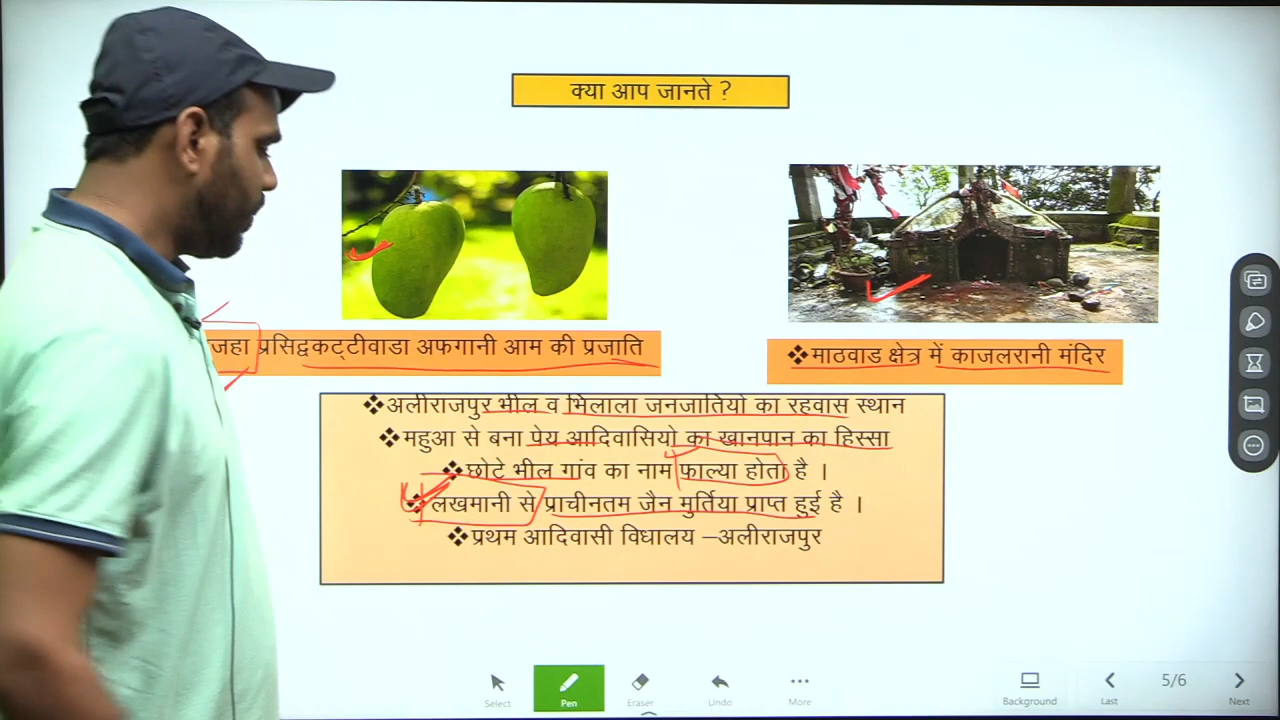 क्या आप जानते ?
जहा प्रसिद्वकट्टीवाडा अफगानी आम की प्रजाति
❖माठवाड क्षेत्र में काजलरानी मंदिर
❖अलीराजपुर भील व भिलाला जनजातियो का रहवास स्थान
❖महुआ से बना पेय आदिवासियो का खानपान का हिस्सा
❖छोटे भील गांव का नाम फाल्या होता है ।
❖लखमानी से प्राचीनतम जैन मुर्तिया प्राप्त हुई है ।
❖प्रथम आदिवासी विधालय –अलीराजपुर
Select Pen Eraser Undo More Background Last 5/6 Next